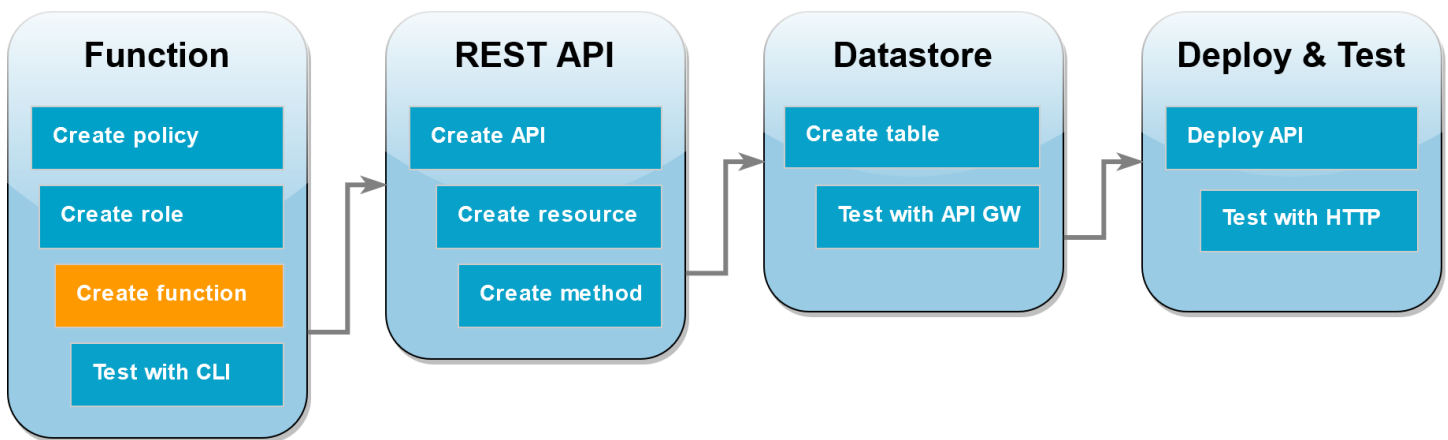 Function
Create policy
Create role
Create function
Test with CLI
REST API
Create API
Create resource
Create method
Datastore
Create table
Test with API GW
Deploy & Test
Deploy API
Test with HTTP